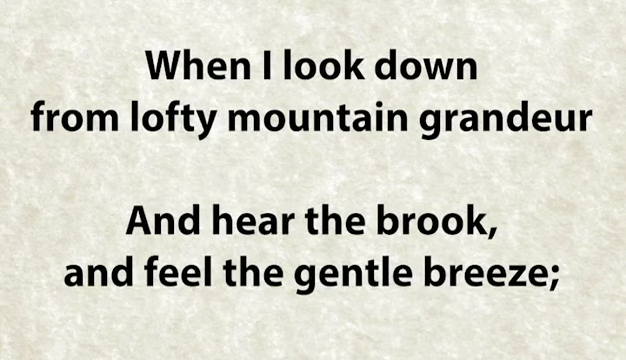 When I look down
from lofty mountain grandeur
And hear the brook,
and feel the gentle breeze;